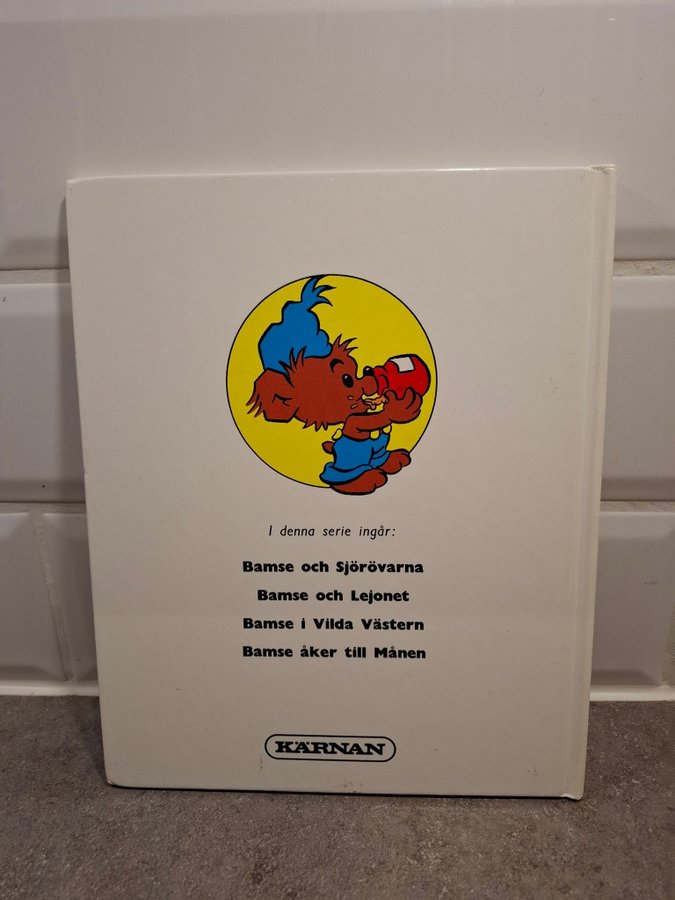 I denna serie ingår:
Bamse och Sjörövarna
Bamse och Lejonet
Bamse i Vilda Västern
Bamse åker till Månen
KÄRNAN